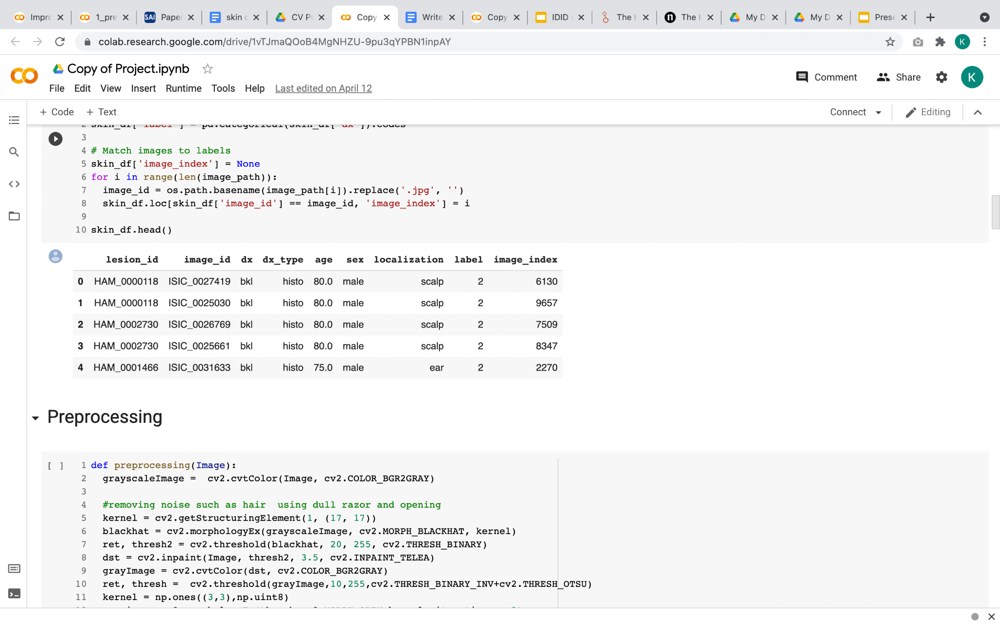 Impro 1_pre SAI Paper skin c CV Pr Copy Write Copy IDID The H n The H My D My D Prese
colab.research.google.com/drive/1vTJmaQOoB4MgNHZU-9pu3qYPBN1inpAY K
Copy of Project.ipynb
Comment Share K
File Edit View Insert Runtime Tools Help Last edited on April 12
+ Code + Text Connect Editing
2 skin_df['label'] = pd.Categorical(skin_df['dx']).codes
3
4 # Match images to labels
5 skin_df['image_index'] = None
6 for i in range(len(image_path)):
7 image_id = os.path.basename(image_path[i]).replace('.jpg', '')
8 skin_df.loc[skin_df['image_id'] == image_id, 'image_index'] = i
9
10 skin_df.head()
lesion_id image_id dx dx_type age sex localization label image_index
0 HAM_0000118 ISIC_0027419 bkl histo 80.0 male scalp 2 6130
1 HAM_0000118 ISIC_0025030 bkl histo 80.0 male scalp 2 9657
2 HAM_0002730 ISIC_0026769 bkl histo 80.0 male scalp 2 7509
3 HAM_0002730 ISIC_0025661 bkl histo 80.0 male scalp 2 8347
4 HAM_0001466 ISIC_0031633 bkl histo 75.0 male ear 2 2270
Preprocessing
[ ] 1 def preprocessing(Image):
2 grayscaleImage = cv2.cvtColor(Image, cv2.COLOR_BGR2GRAY)
3
4 #removing noise such as hair using dull razor and opening
5 kernel = cv2.getStructuringElement(1, (17, 17))
6 blackhat = cv2.morphologyEx(grayscaleImage, cv2.MORPH_BLACKHAT, kernel)
7 ret, thresh2 = cv2.threshold(blackhat, 20, 255, cv2.THRESH_BINARY)
8 dst = cv2.inpaint(Image, thresh2, 3.5, cv2.INPAINT_TELEA)
9 grayImage = cv2.cvtColor(dst, cv2.COLOR_BGR2GRAY)
10 ret, thresh = cv2.threshold(grayImage,10,255,cv2.THRESH_BINARY_INV+cv2.THRESH_OTSU)
11 kernel = np.ones((3,3),np.uint8)